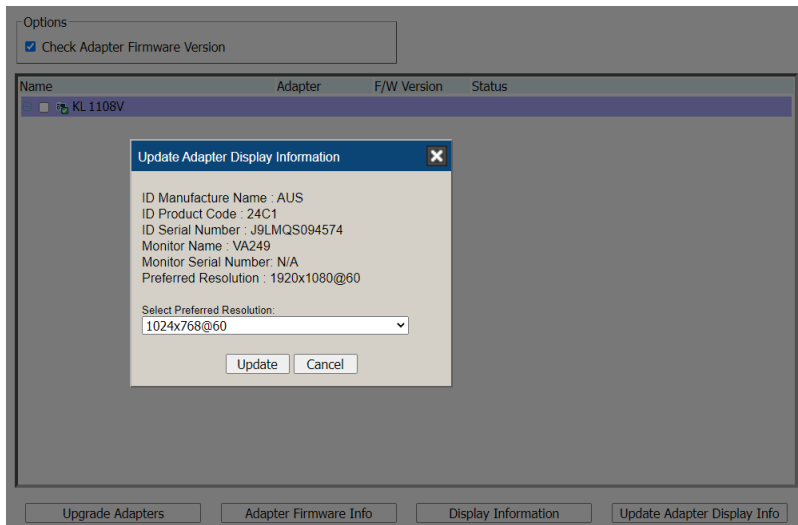 Options
Check Adapter Firmware Version
Name Adapter F/W Version Status
KL 1108V
Update Adapter Display Information
ID Manufacture Name : AUS
ID Product Code : 24C1
ID Serial Number : J9LMQS094574
Monitor Name : VA249
Monitor Serial Number: N/A
Preferred Resolution : 1920x1080@60
Select Preferred Resolution:
1024x768@60
Update Cancel
Upgrade Adapters Adapter Firmware Info Display Information Update Adapter Display Info